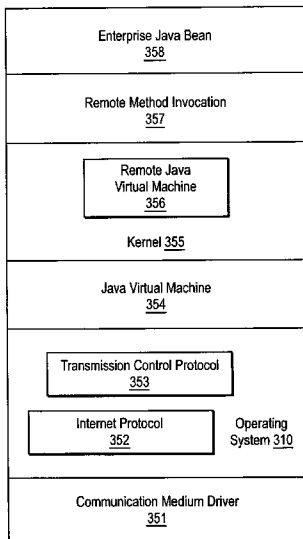 Enterprise Java Bean
358
Remote Method Invocation
357
Remote Java
Virtual Machine
356
Kernel 355
Java Virtual Machine
354
Transmission Control Protocol
353
Internet Protocol
352
Operating
System 310
Communication Medium Driver
351